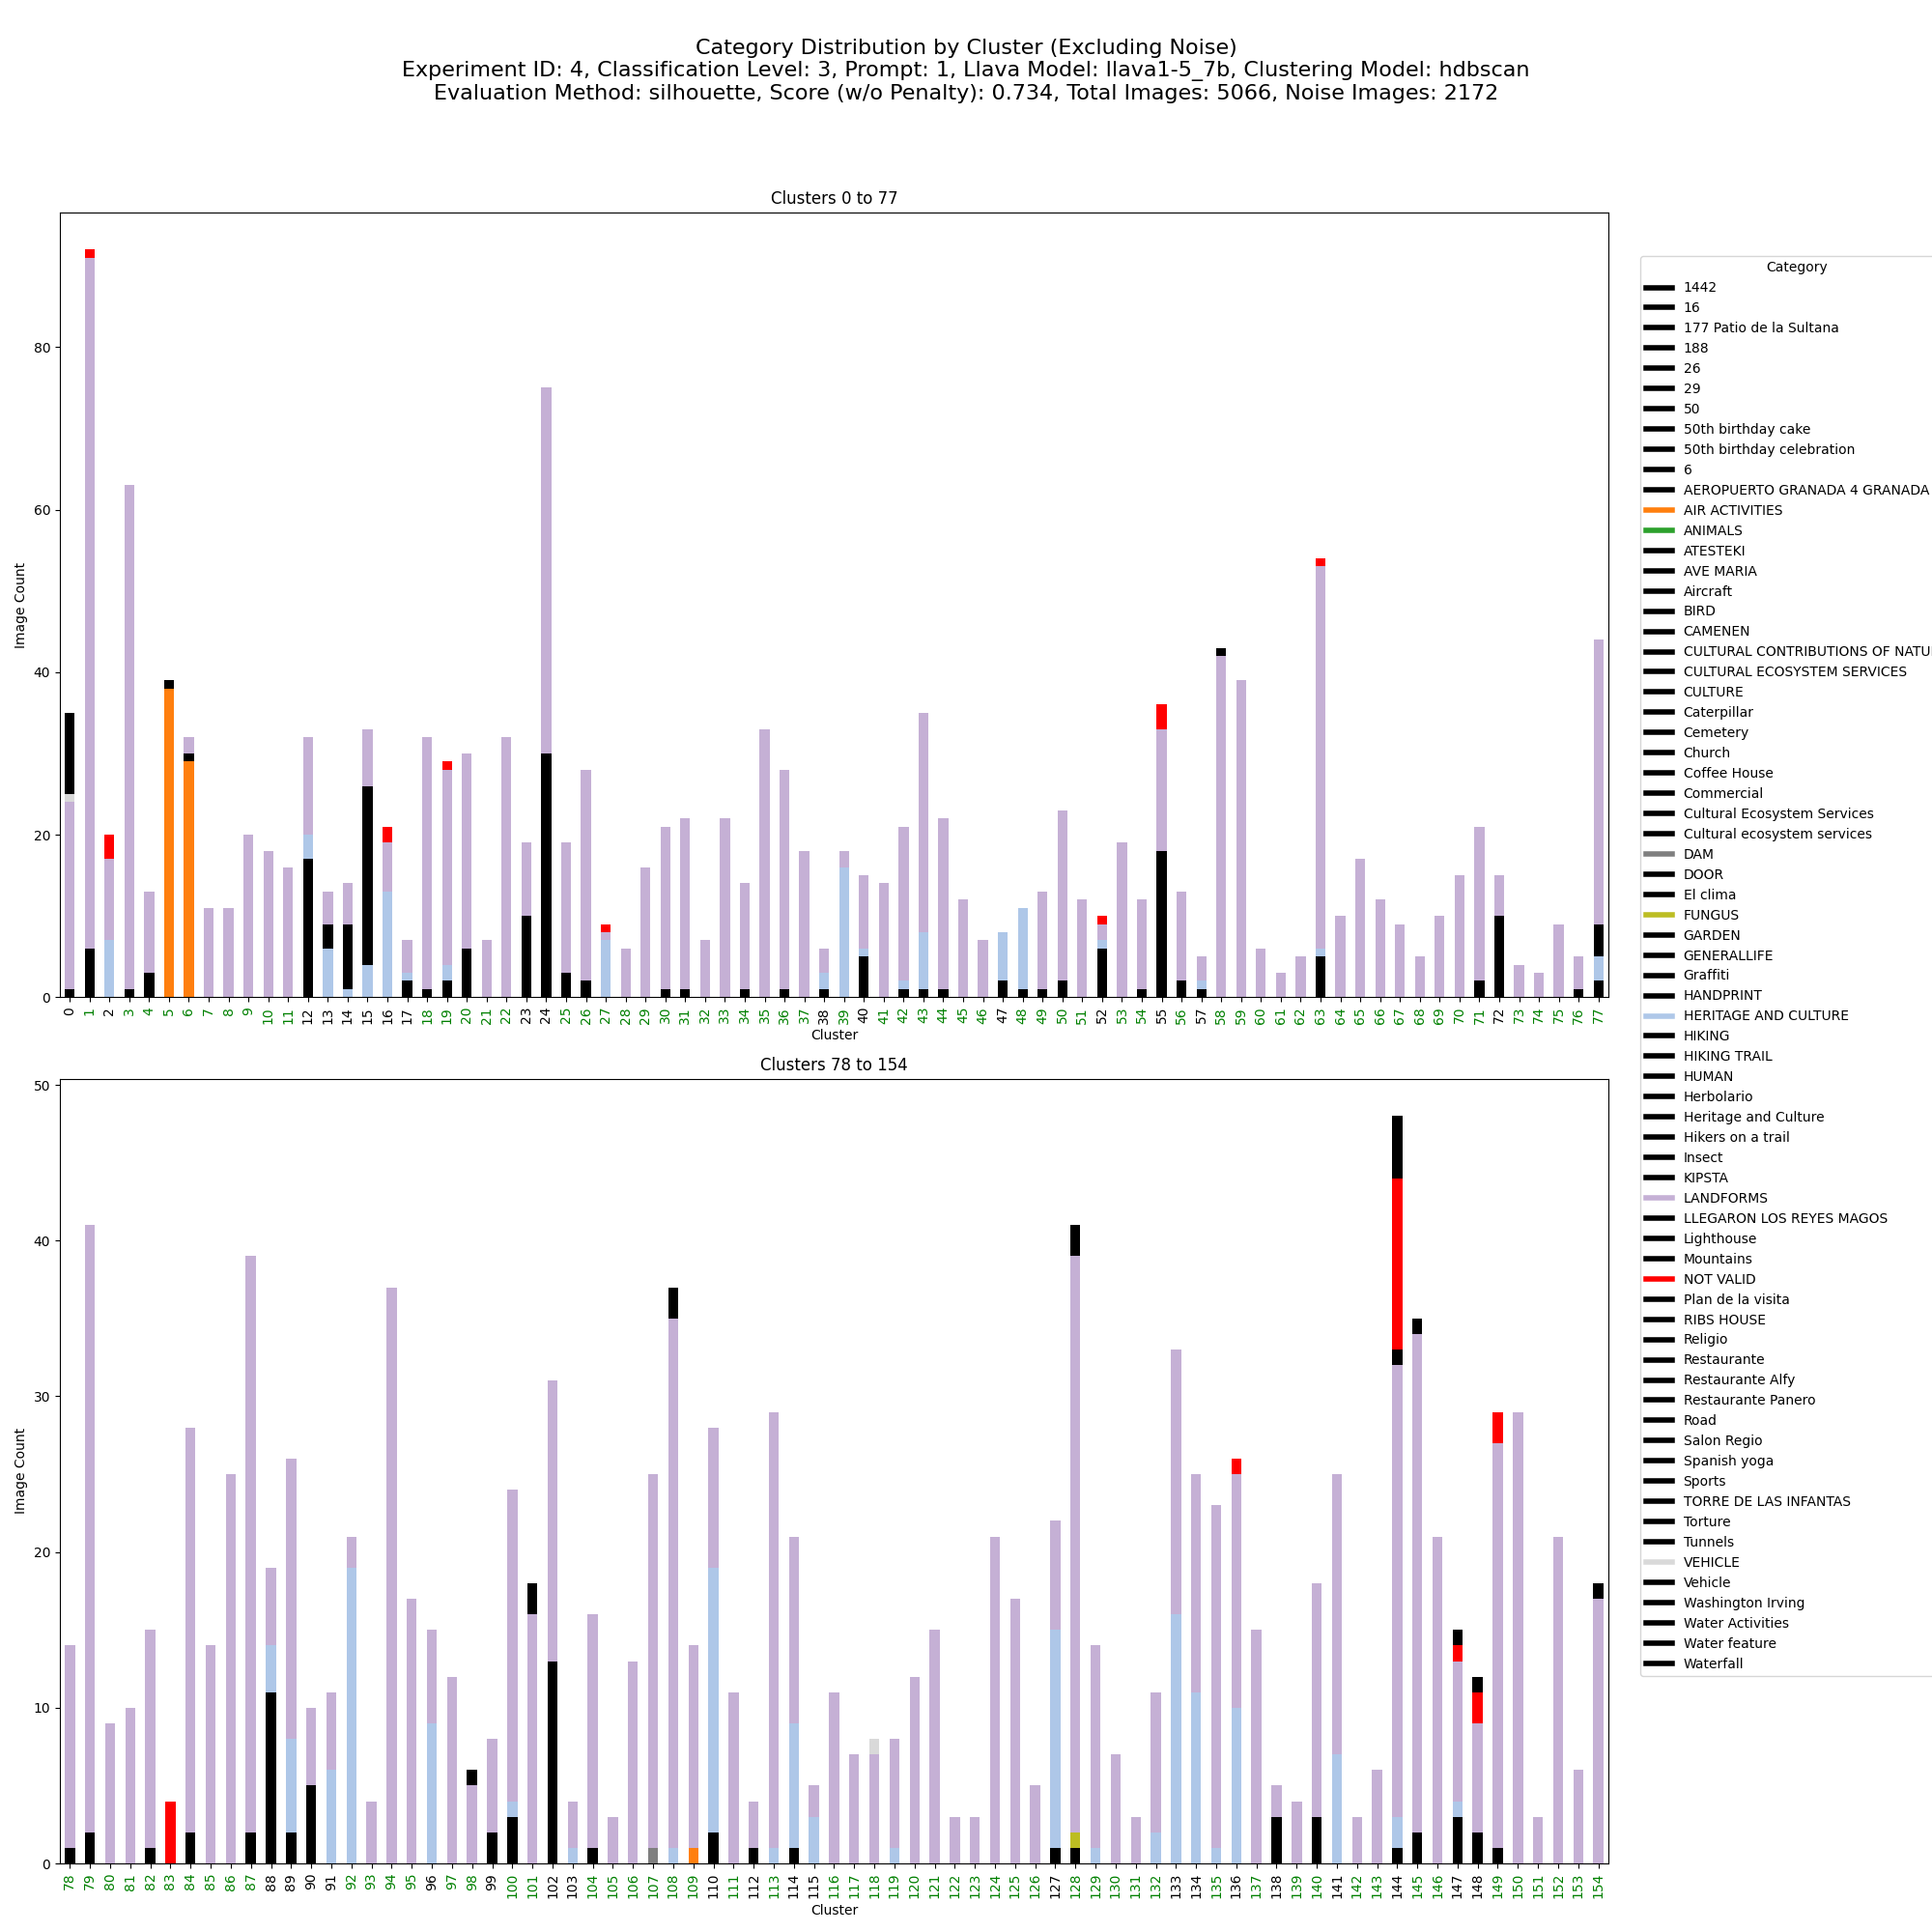 Category Distribution by Cluster (Excluding Noise)
Experiment ID: 4, Classification Level: 3, Prompt: 1, Llava Model: llava1-5_7b, Clustering Model: hdbscan
Evaluation Method: silhouette, Score (w/o Penalty): 0.734, Total Images: 5066, Noise Images: 2172
Clusters 0 to 77
Image Count
80
60
40
20
0
0 1 2 3 4 5 6 7 8 9 10 11 12 13 14 15 16 17 18 19 20 21 22 23 24 25 26 27 28 29 30 31 32 33 34 35 36 37 38 39 40 41 42 43 44 45 46 47 48 49 50 51 52 53 54 55 56 57 58 59 60 61 62 63 64 65 66 67 68 69 70 71 72 73 74 75 76 77
Cluster
Clusters 78 to 154
Image Count
50
40
30
20
10
0
78 79 80 81 82 83 84 85 86 87 88 89 90 91 92 93 94 95 96 97 98 99 100 101 102 103 104 105 106 107 108 109 110 111 112 113 114 115 116 117 118 119 120 121 122 123 124 125 126 127 128 129 130 131 132 133 134 135 136 137 138 139 140 141 142 143 144 145 146 147 148 149 150 151 152 153 154
Cluster
Category
1442
16
177 Patio de la Sultana
188
26
29
50
50th birthday cake
50th birthday celebration
6
AEROPUERTO GRANADA 4 GRANADA
AIR ACTIVITIES
ANIMALS
ATESTEKI
AVE MARIA
Aircraft
BIRD
CAMENEN
CULTURAL CONTRIBUTIONS OF NATU
CULTURAL ECOSYSTEM SERVICES
CULTURE
Caterpillar
Cemetery
Church
Coffee House
Commercial
Cultural Ecosystem Services
Cultural ecosystem services
DAM
DOOR
El clima
FUNGUS
GARDEN
GENERALLIFE
Graffiti
HANDPRINT
HERITAGE AND CULTURE
HIKING
HIKING TRAIL
HUMAN
Herbolario
Heritage and Culture
Hikers on a trail
Insect
KIPSTA
LANDFORMS
LLEGARON LOS REYES MAGOS
Lighthouse
Mountains
NOT VALID
Plan de la visita
RIBS HOUSE
Religio
Restaurante
Restaurante Alfy
Restaurante Panero
Road
Salon Regio
Spanish yoga
Sports
TORRE DE LAS INFANTAS
Torture
Tunnels
VEHICLE
Vehicle
Washington Irving
Water Activities
Water feature
Waterfall